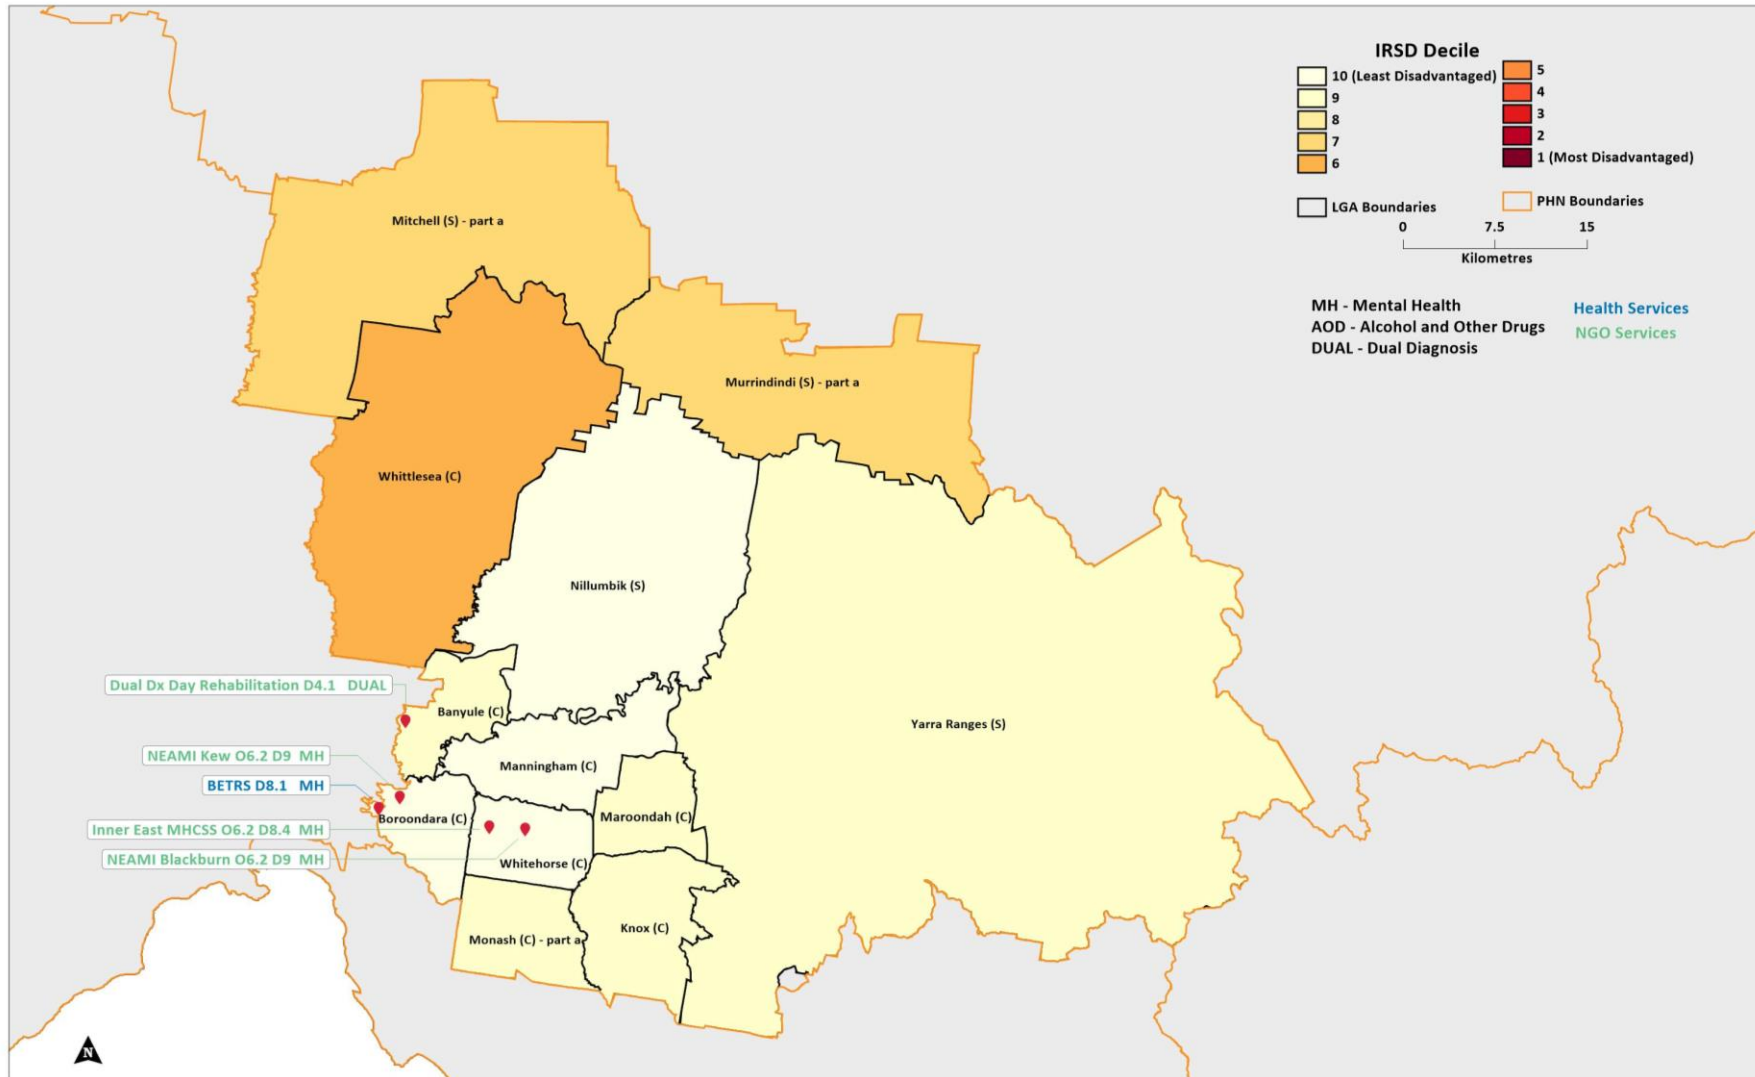 IRSD Decile
10 (Least Disadvantaged)
9
8
7
6
5
4
3
2
1 (Most Disadvantaged)
LGA Boundaries
PHN Boundaries
0 7.5 15
Kilometres
MH - Mental Health
AOD - Alcohol and Other Drugs
DUAL - Dual Diagnosis
Health Services
NGO Services
Mitchell (S) - part a
Murrindindi (S) - part a
Whittlesea (C)
Nillumbik (S)
Dual Dx Day Rehabilitation D4.1 DUAL
Banyule (C)
Yarra Ranges (S)
NEAMI Kew O6.2 D9 MH
Manningham (C)
BETRS D8.1 MH
Boroondara (C)
Maroondah (C)
Inner East MHCSS O6.2 D8.4 MH
NEAMI Blackburn O6.2 D9 MH
Whitehorse (C)
Knox (C)
Monash (C) - part a
N